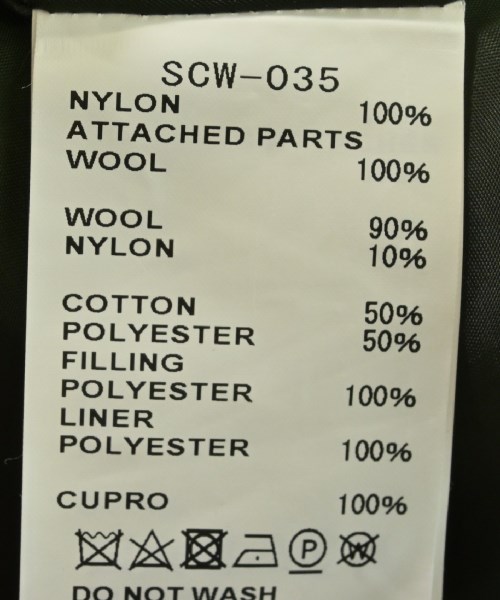 SCW-035
NYLON 100%
ATTACHED PARTS
WOOL 100%
WOOL 90%
NYLON 10%
COTTON 50%
POLYESTER 50%
FILLING
POLYESTER 100%
LINER
POLYESTER 100%
CUPRO 100%
P W
DO NOT WASH